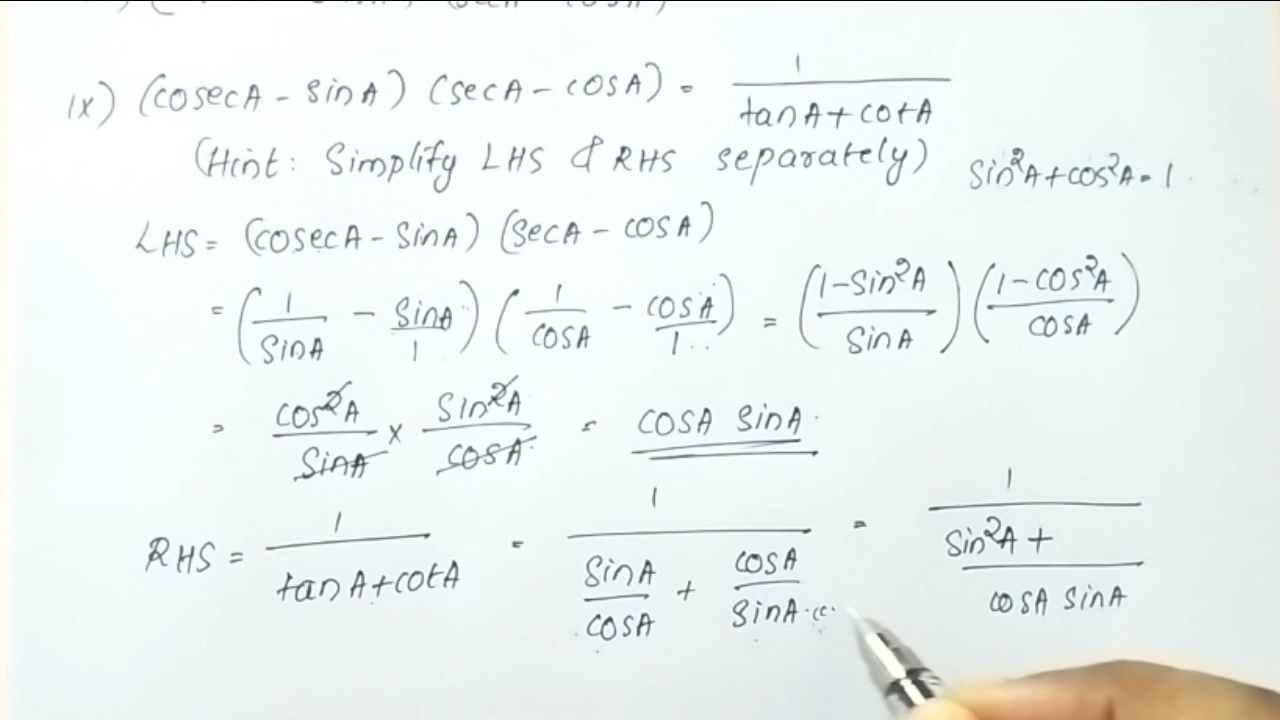 (secA - cosA)
ix) (cosecA - sinA) (secA - cosA) = 1/(tanA + cotA)
(Hint: Simplify LHS & RHS separately)
sin²A + cos²A = 1
LHS = (cosecA - sinA) (secA - cosA)
= (1/sinA - sinA/1) (1/cosA - cosA/1) = ((1 - sin²A)/sinA) ((1 - cos²A)/cosA)
= cos²A/sinA × sin²A/cosA = cosA sinA
RHS = 1/(tanA + cotA) = 1/(sinA/cosA + cosA/sinA) = 1/((sin²A +)/(cosA sinA))